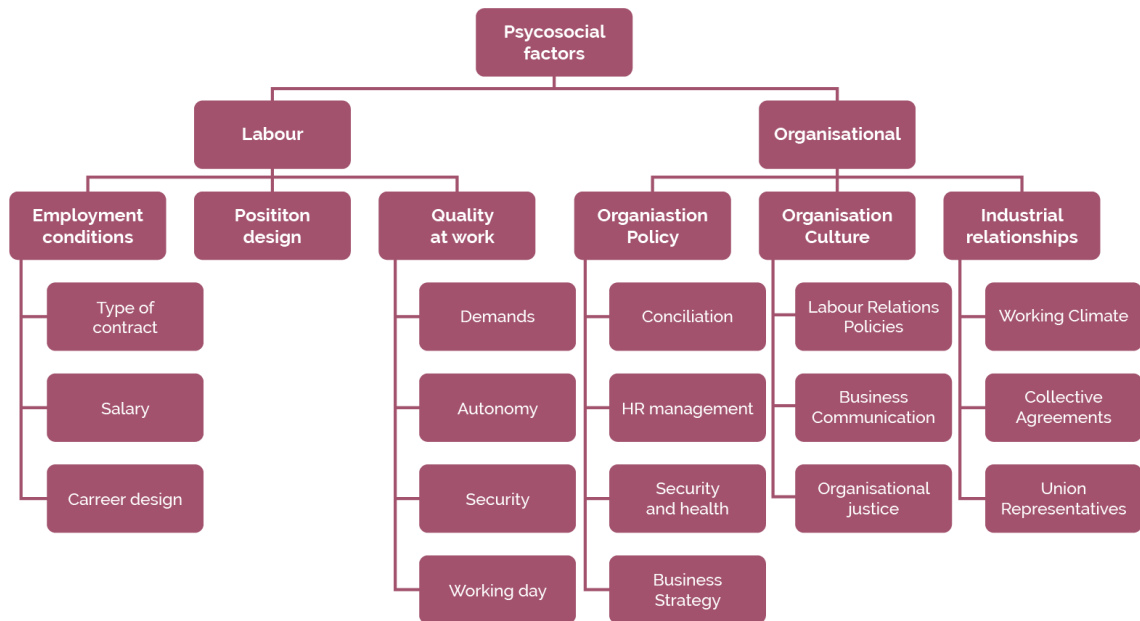 Psycosocial
factors
Labour
Organisational
Employment
conditions
Posititon
design
Quality
at work
Organiastion
Policy
Organisation
Culture
Industrial
relationships
Type of
contract
Salary
Carreer design
Demands
Autonomy
Security
Working day
Conciliation
HR management
Security
and health
Business
Strategy
Labour Relations
Policies
Business
Communication
Organisational
justice
Working Climate
Collective
Agreements
Union
Representatives